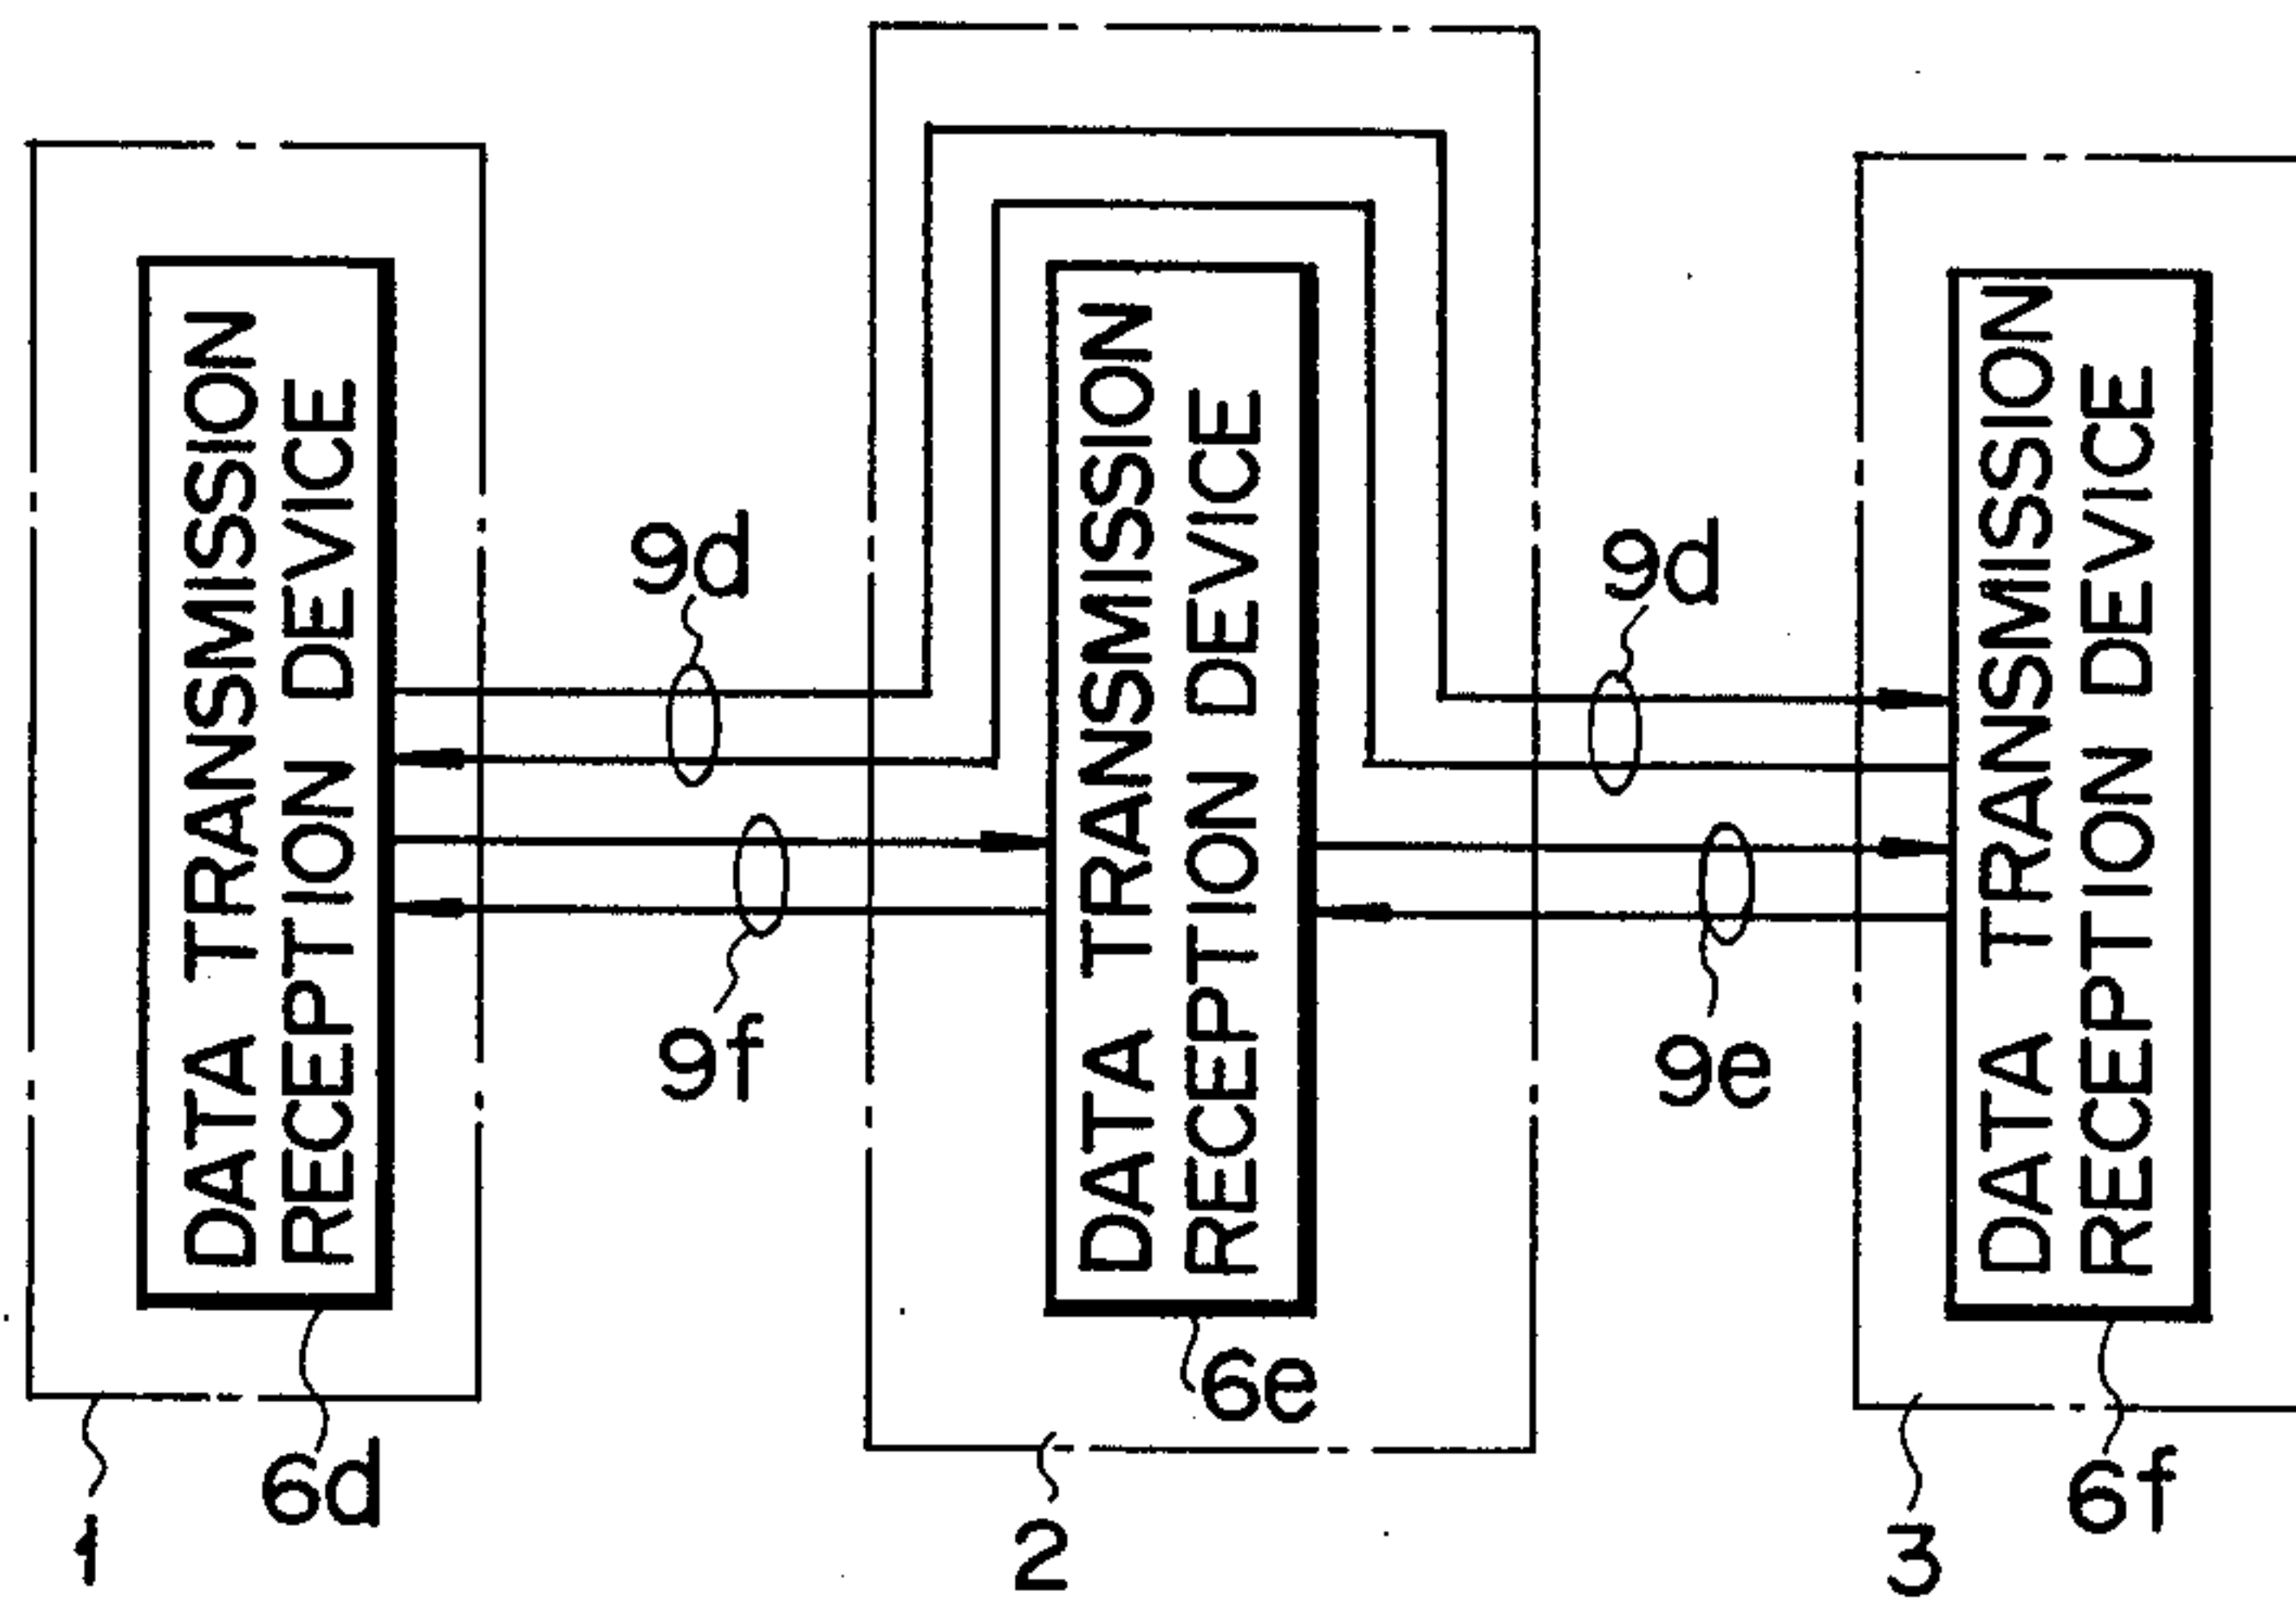 DATA TRANSMISSION
RECEPTION DEVICE
DATA TRANSMISSION
RECEPTION DEVICE
DATA TRANSMISSION
RECEPTION DEVICE
9d
9d
9f
9e
6d
6e
6f
1
2
3